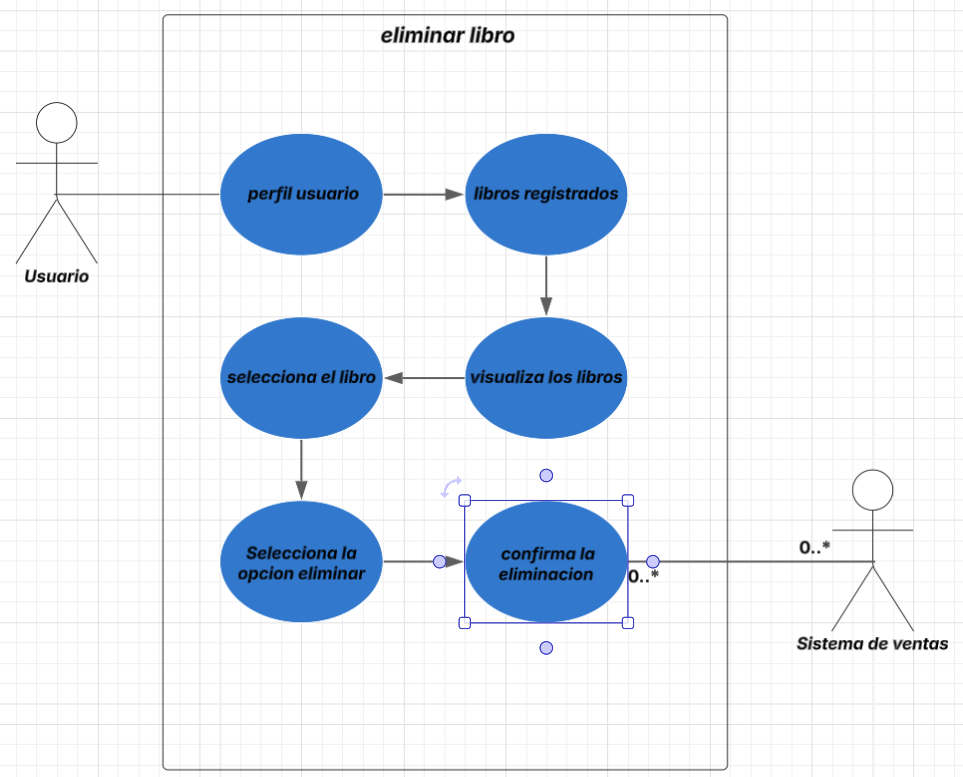 eliminar libro
perfil usuario
libros registrados
Usuario
selecciona el libro
visualiza los libros
Selecciona la
opcion eliminar
confirma la
eliminacion
0..*
0..*
Sistema de ventas